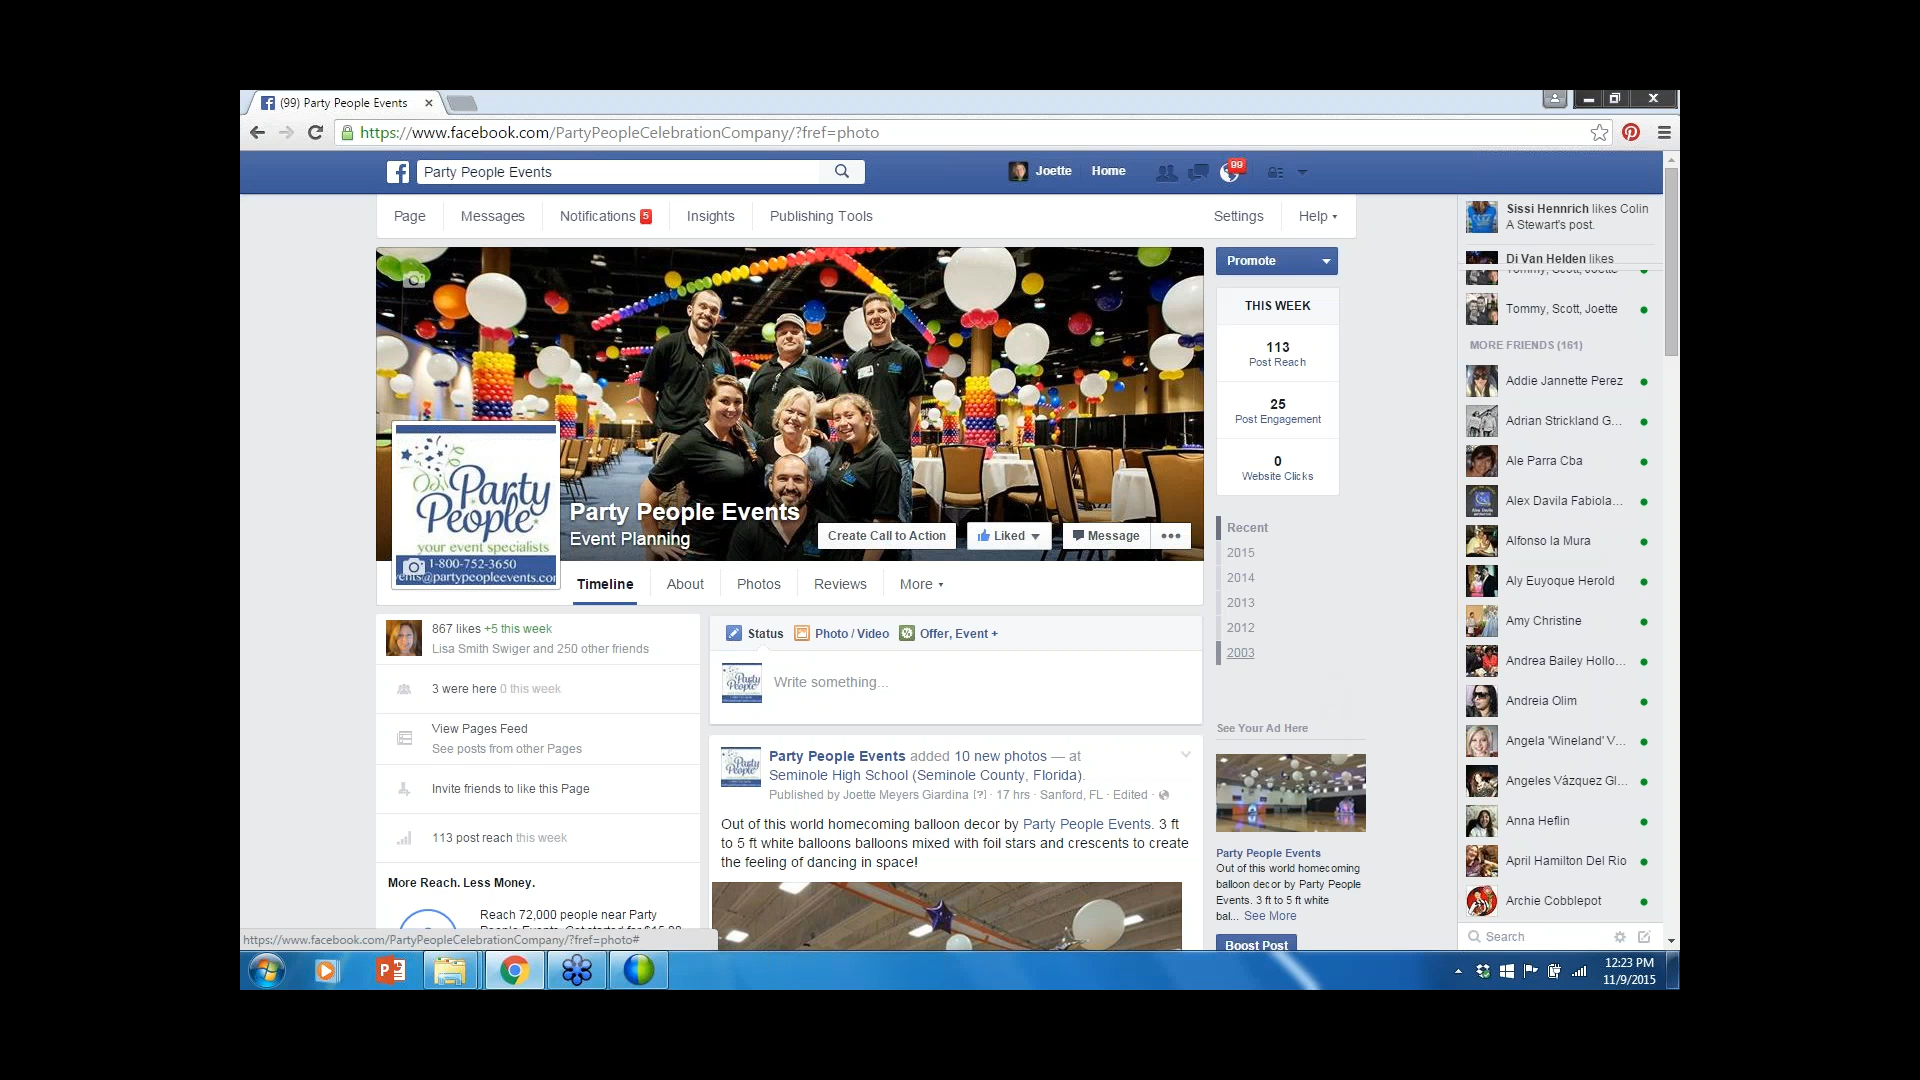 (99) Party People Events
https://www.facebook.com/PartyPeopleCelebrationCompany/?fref=photo
Party People Events
Joette
Home
99
Page
Messages
Notifications 5
Insights
Publishing Tools
Settings
Help
Party People
your event specialists
1-800-752-3650
Party People Events
Event Planning
Create Call to Action
Liked
Message
Timeline
About
Photos
Reviews
More
Promote
THIS WEEK
113
Post Reach
25
Post Engagement
0
Website Clicks
Recent
2015
2014
2013
2012
2003
867 likes +5 this week
Lisa Smith Swiger and 250 other friends
3 were here 0 this week
View Pages Feed
See posts from other Pages
Invite friends to like this Page
113 post reach this week
More Reach. Less Money.
Reach 72,000 people near Party
https://www.facebook.com/PartyPeopleCelebrationCompany/?fref=photo#
Status
Photo / Video
Offer, Event +
Write something...
Party People Events added 10 new photos — at
Seminole High School (Seminole County, Florida).
Published by Joette Meyers Giardina [?] · 17 hrs · Sanford, FL · Edited ·
Out of this world homecoming balloon decor by Party People Events. 3 ft
to 5 ft white balloons balloons mixed with foil stars and crescents to create
the feeling of dancing in space!
See Your Ad Here
Party People Events
Out of this world homecoming
balloon decor by Party People
Events. 3 ft to 5 ft white
bal... See More
Boost Post
Sissi Hennrich likes Colin
A Stewart's post.
Di Van Helden likes
Tommy, Scott, Joette
Tommy, Scott, Joette
MORE FRIENDS (161)
Addie Jannette Perez
Adrian Strickland G...
Ale Parra Cba
Alex Davila Fabiola...
Alfonso la Mura
Aly Euyoque Herold
Amy Christine
Andrea Bailey Hollo...
Andreia Olim
Angela 'Wineland' V...
Angeles Vázquez Gl...
Anna Heflin
April Hamilton Del Rio
Archie Cobblepot
Search
12:23 PM
11/9/2015